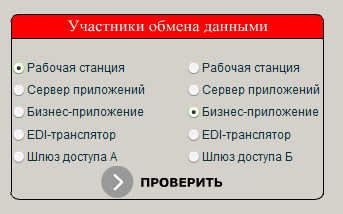 Участники обмена данными
Рабочая станция Рабочая станция
Сервер приложений Сервер приложений
Бизнес-приложение Бизнес-приложение
EDI-транслятор EDI-транслятор
Шлюз доступа А Шлюз доступа Б
ПРОВЕРИТЬ